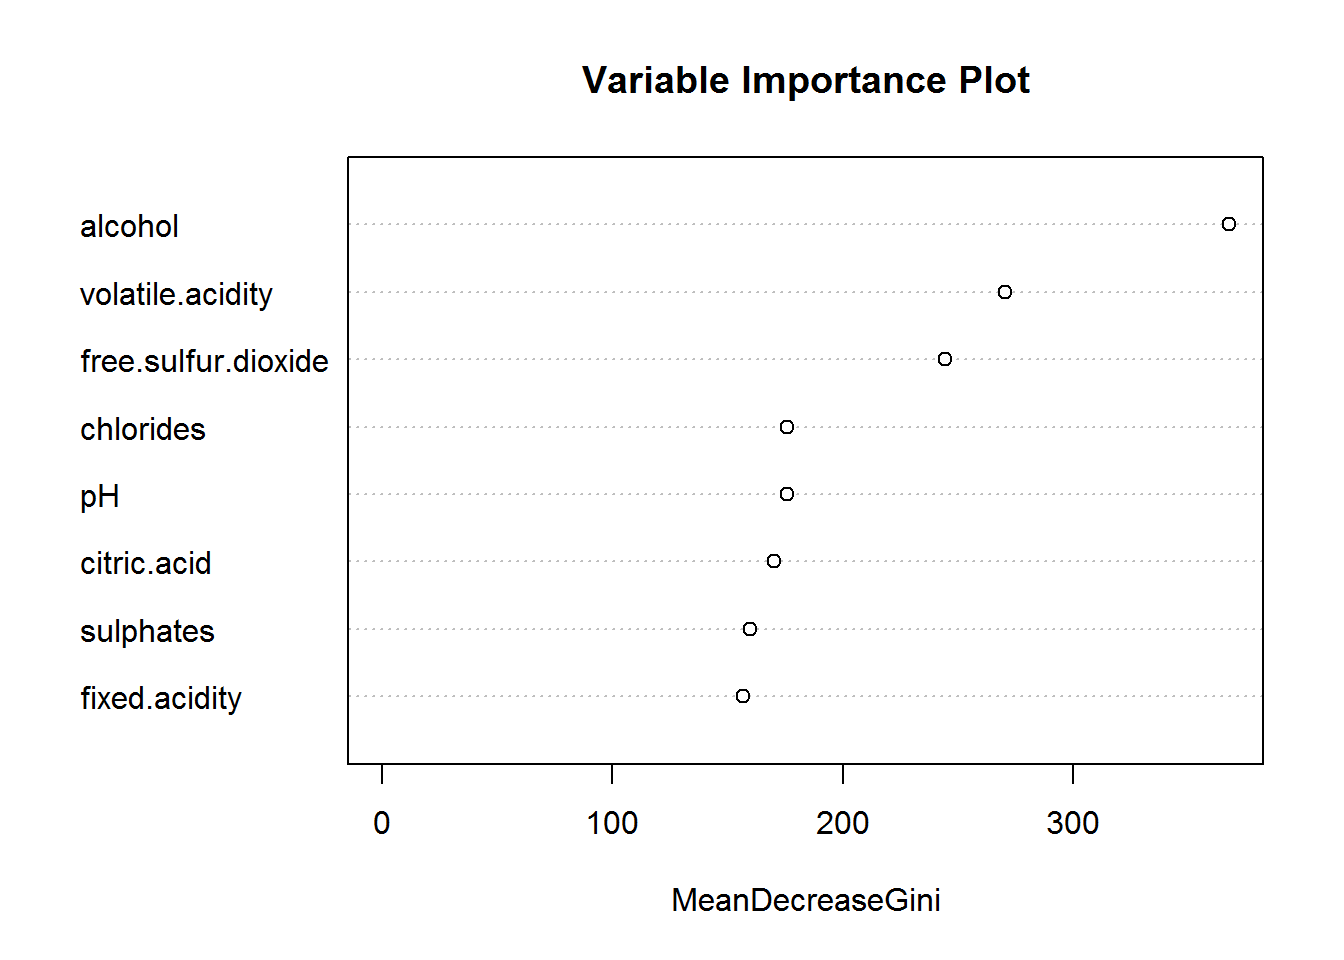 Variable Importance Plot
alcohol
volatile.acidity
free.sulfur.dioxide
chlorides
pH
citric.acid
sulphates
fixed.acidity
0 100 200 300
MeanDecreaseGini